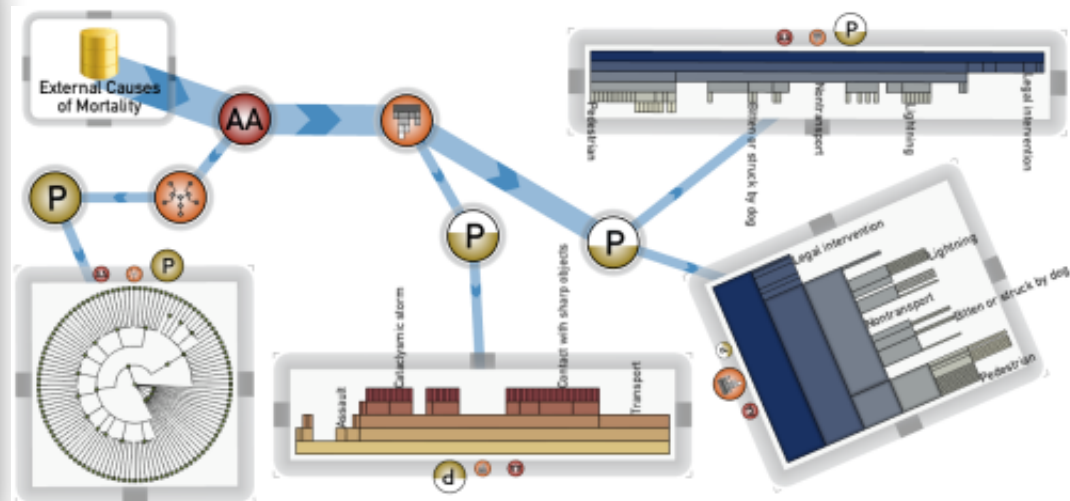 External Causes
of Mortality
AA
P
P
P
P
P
P
Pedestrian
Bitten or struck by dog
Nontransport
Lightning
Legal intervention
Legal intervention
Lightning
Nontransport
Bitten or struck by dog
Pedestrian
Assault
Cataclysmic storm
Contact with sharp objects
Transport